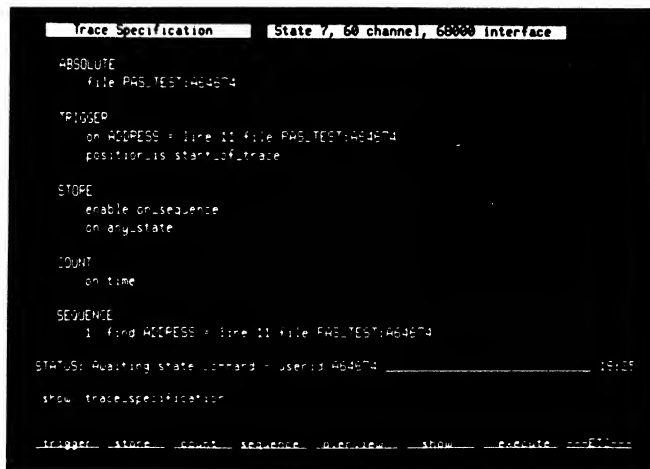 Trace Specification State 7, 60 channel, 68000 interface
ABSOLUTE
file PAS_TEST:A64674
TRIGGER
on ADDRESS = line 11 file PAS_TEST:A64674
position_is start_of_trace
STORE
enable on_sequence
on any_state
COUNT
on time
SEQUENCE
1 find ADDRESS = line 11 file PAS_TEST:A64674
STATUS: Awaiting state command - userid A64674 16:25
show trace_specification
trigger store count sequence overview show execute ---ETC---